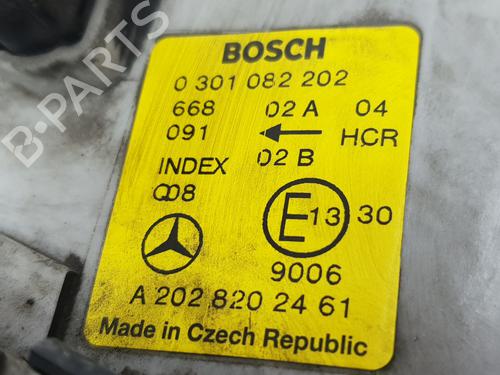 BOSCH
0 301 082 202
668 02 A 04
091 ← HCR
INDEX 02 B
Q08
E 13 30
9006
A 202 820 24 61
Made in Czech Republic
B-PARTS